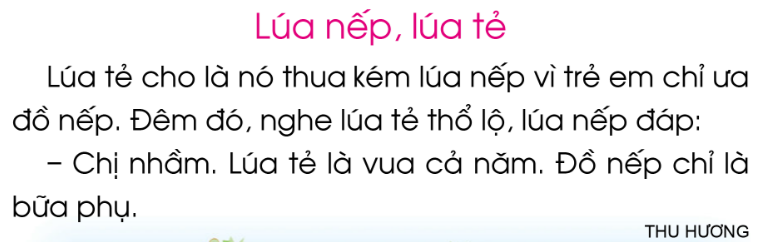 Lúa nếp, lúa tẻ
Lúa tẻ cho là nó thua kém lúa nếp vì trẻ em chỉ ưa
đồ nếp. Đêm đó, nghe lúa tẻ thổ lộ, lúa nếp đáp:
– Chị nhầm. Lúa tẻ là vua cả năm. Đồ nếp chỉ là
bữa phụ.
THU HƯƠNG